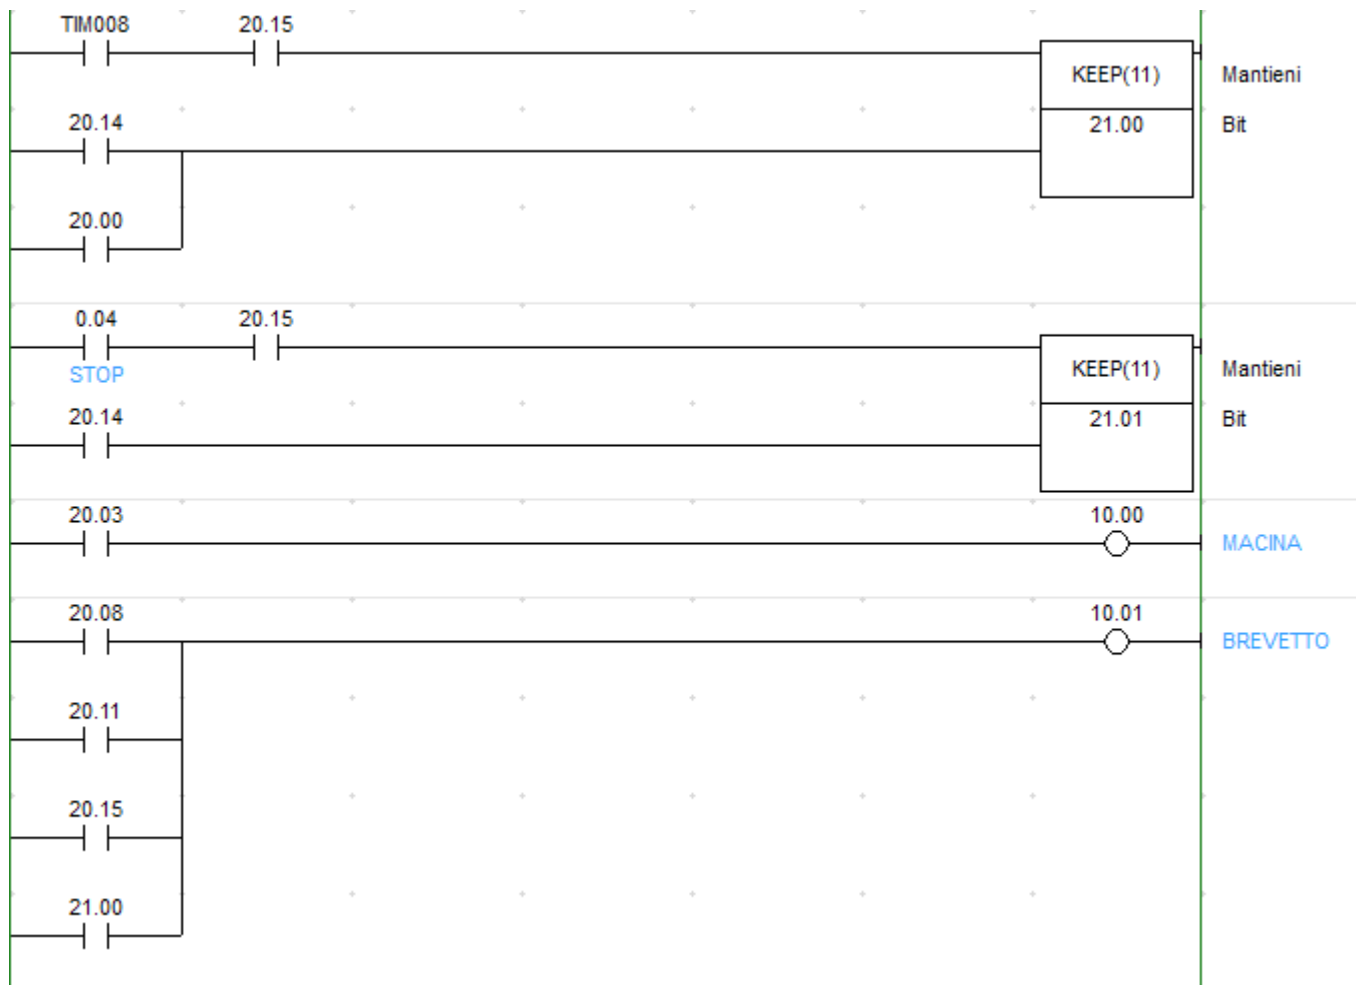 TIM008 20.15
KEEP(11) Mantieni
20.14 21.00 Bit
20.00
0.04 20.15
STOP KEEP(11) Mantieni
20.14 21.01 Bit
20.03 10.00
MACINA
20.08 10.01
BREVETTO
20.11
20.15
21.00